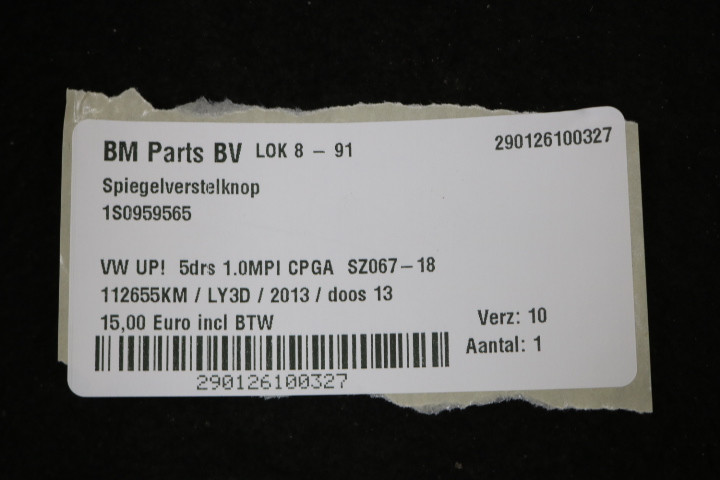 BM Parts BV LOK 8 - 91 290126100327
Spiegelverstelknop
1S0959565
VW UP! 5drs 1.0MPI CPGA SZ067-18
112655KM / LY3D / 2013 / doos 13
15,00 Euro incl BTW Verz: 10
Aantal: 1
290126100327